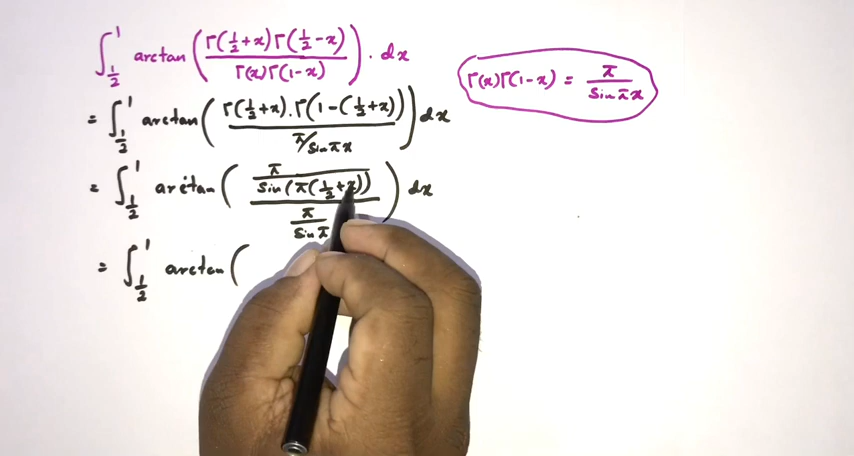 ∫_{1/2}^{1} arctan( Γ(1/2+x)Γ(1/2-x) / Γ(x)Γ(1-x) ) . dx
Γ(x)Γ(1-x) = π / sin πx
= ∫_{1/2}^{1} arctan( Γ(1/2+x).Γ(1-(1/2+x)) / π/sin πx ) dx
= ∫_{1/2}^{1} arctan( π / sin(π(1/2+x)) / π / sin π ) dx
= ∫_{1/2}^{1} arctan(